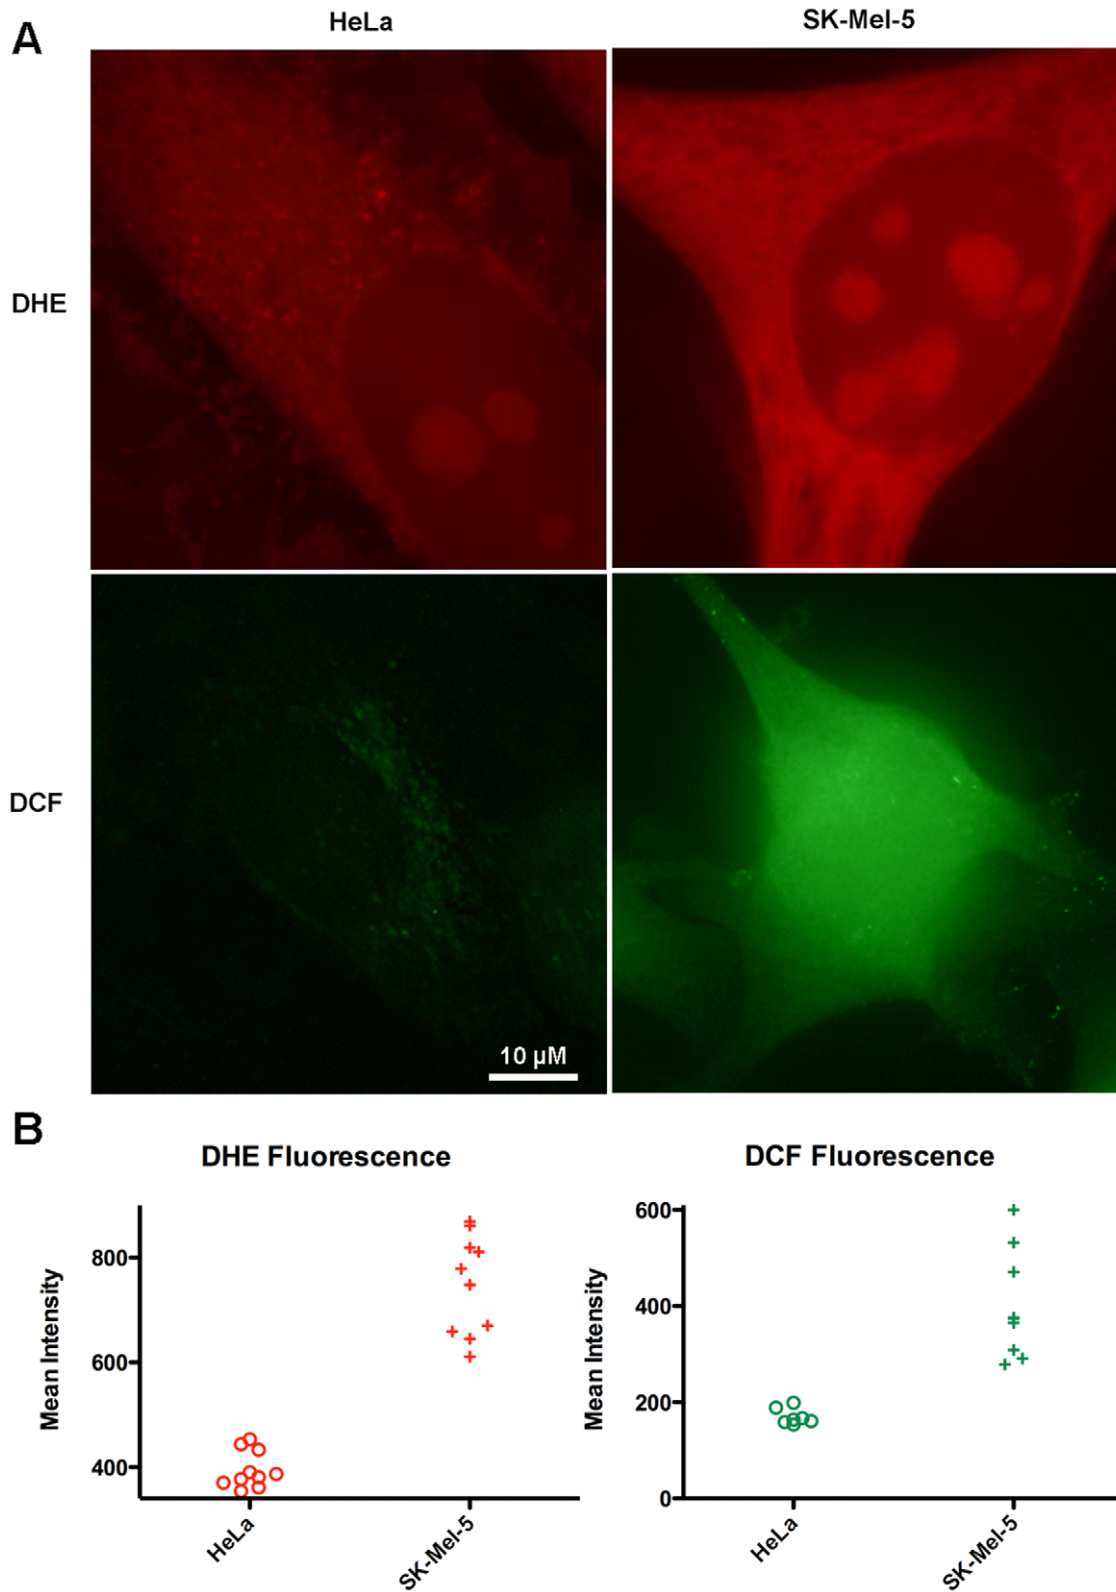 A
HeLa
SK-Mel-5
DHE
DCF
10 µM
B
DHE Fluorescence
DCF Fluorescence
Mean Intensity
800
600
400
HeLa
SK-Mel-5
Mean Intensity
600
400
200
0
HeLa
SK-Mel-5